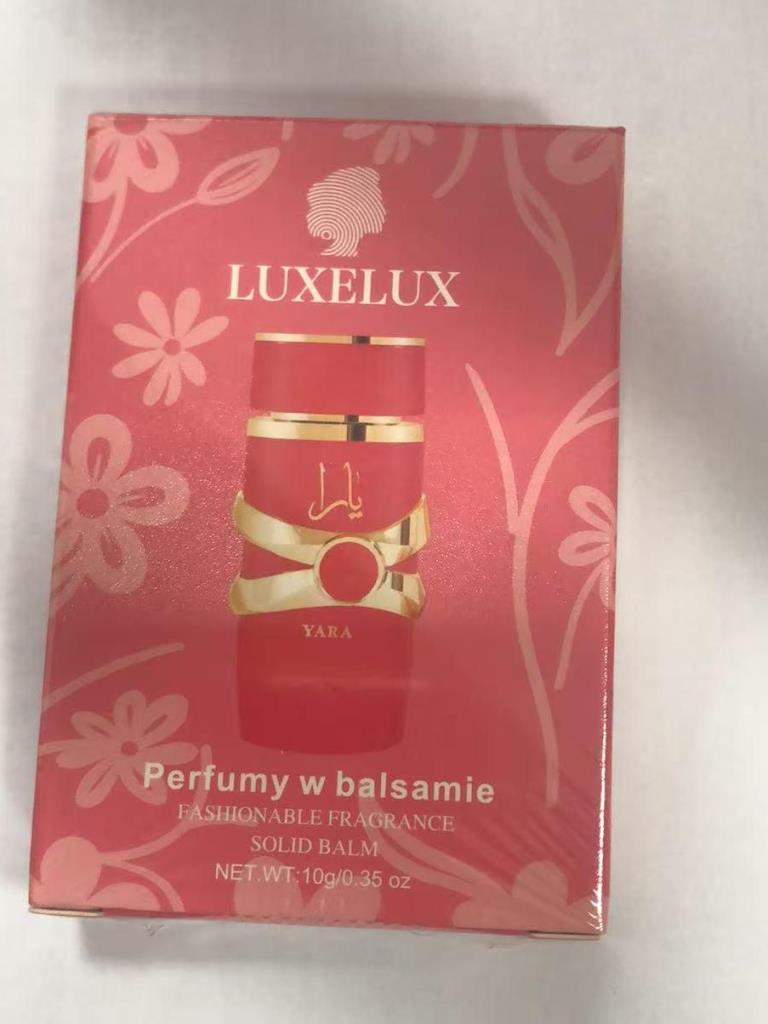 LUXELUX
يارا
YARA
Perfumy w balsamie
FASHIONABLE FRAGRANCE
SOLID BALM
NET.WT:10g/0.35 oz